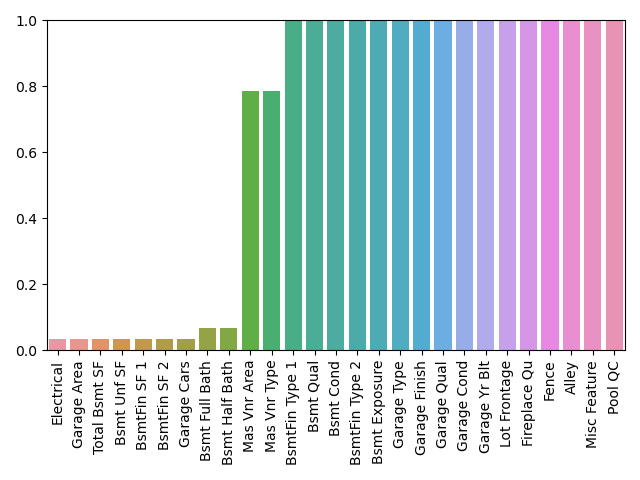 1.0
0.8
0.6
0.4
0.2
0.0
Electrical
Garage Area
Total Bsmt SF
Bsmt Unf SF
BsmtFin SF 1
BsmtFin SF 2
Garage Cars
Bsmt Full Bath
Bsmt Half Bath
Mas Vnr Area
Mas Vnr Type
BsmtFin Type 1
Bsmt Qual
Bsmt Cond
BsmtFin Type 2
Bsmt Exposure
Garage Type
Garage Finish
Garage Qual
Garage Cond
Garage Yr Blt
Lot Frontage
Fireplace Qu
Fence
Alley
Misc Feature
Pool QC